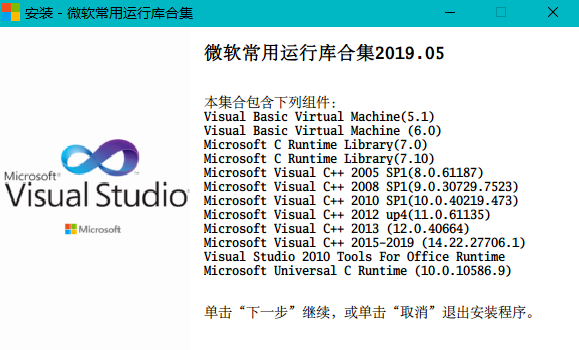 安装 - 微软常用运行库合集
微软常用运行库合集2019.05
本集合包含下列组件:
Visual Basic Virtual Machine(5.1)
Visual Basic Virtual Machine (6.0)
Microsoft C Runtime Library(7.0)
Microsoft C Runtime Library(7.10)
Microsoft Visual C++ 2005 SP1(8.0.61187)
Microsoft Visual C++ 2008 SP1(9.0.30729.7523)
Microsoft Visual C++ 2010 SP1(10.0.40219.473)
Microsoft Visual C++ 2012 up4(11.0.61135)
Microsoft Visual C++ 2013 (12.0.40664)
Microsoft Visual C++ 2015-2019 (14.22.27706.1)
Visual Studio 2010 Tools For Office Runtime
Microsoft Universal C Runtime (10.0.10586.9)
单击“下一步”继续，或单击“取消”退出安装程序。
Microsoft®
Visual Studio®
Microsoft